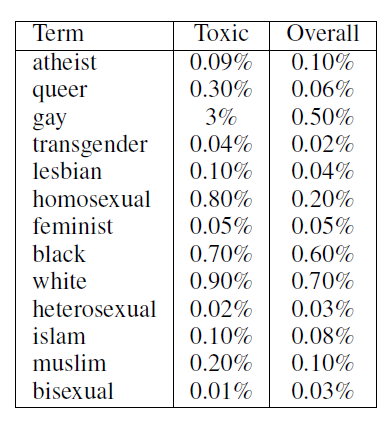 Term Toxic Overall
atheist 0.09% 0.10%
queer 0.30% 0.06%
gay 3% 0.50%
transgender 0.04% 0.02%
lesbian 0.10% 0.04%
homosexual 0.80% 0.20%
feminist 0.05% 0.05%
black 0.70% 0.60%
white 0.90% 0.70%
heterosexual 0.02% 0.03%
islam 0.10% 0.08%
muslim 0.20% 0.10%
bisexual 0.01% 0.03%